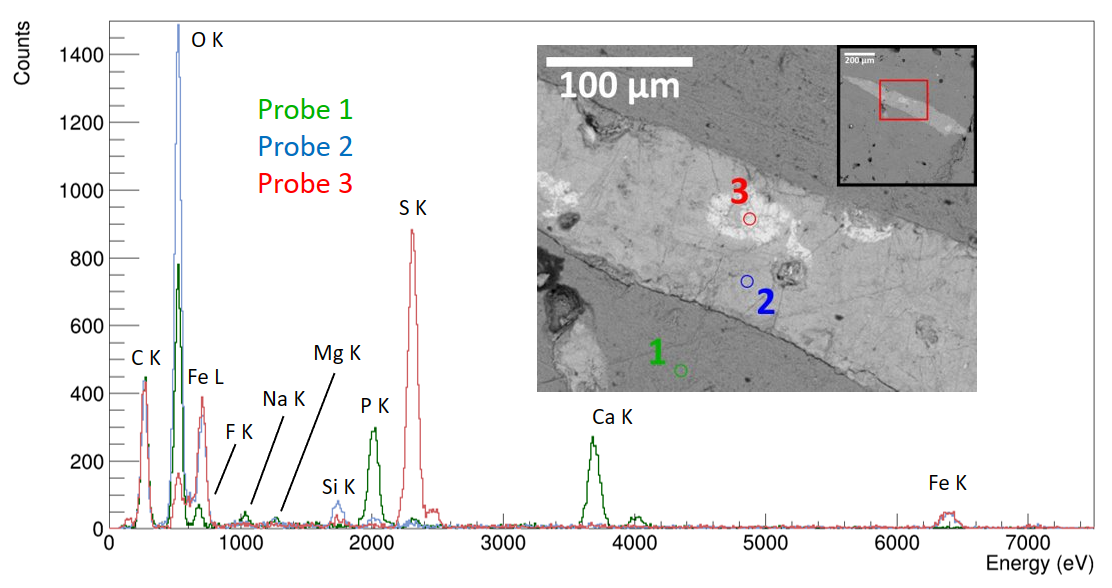 Counts
1400
1200
1000
800
600
400
200
0
O K
Probe 1
Probe 2
Probe 3
C K
Fe L
F K
Na K
Mg K
Si K
P K
S K
Ca K
Fe K
100 μm
200 μm
3
2
1
0 1000 2000 3000 4000 5000 6000 7000
Energy (eV)